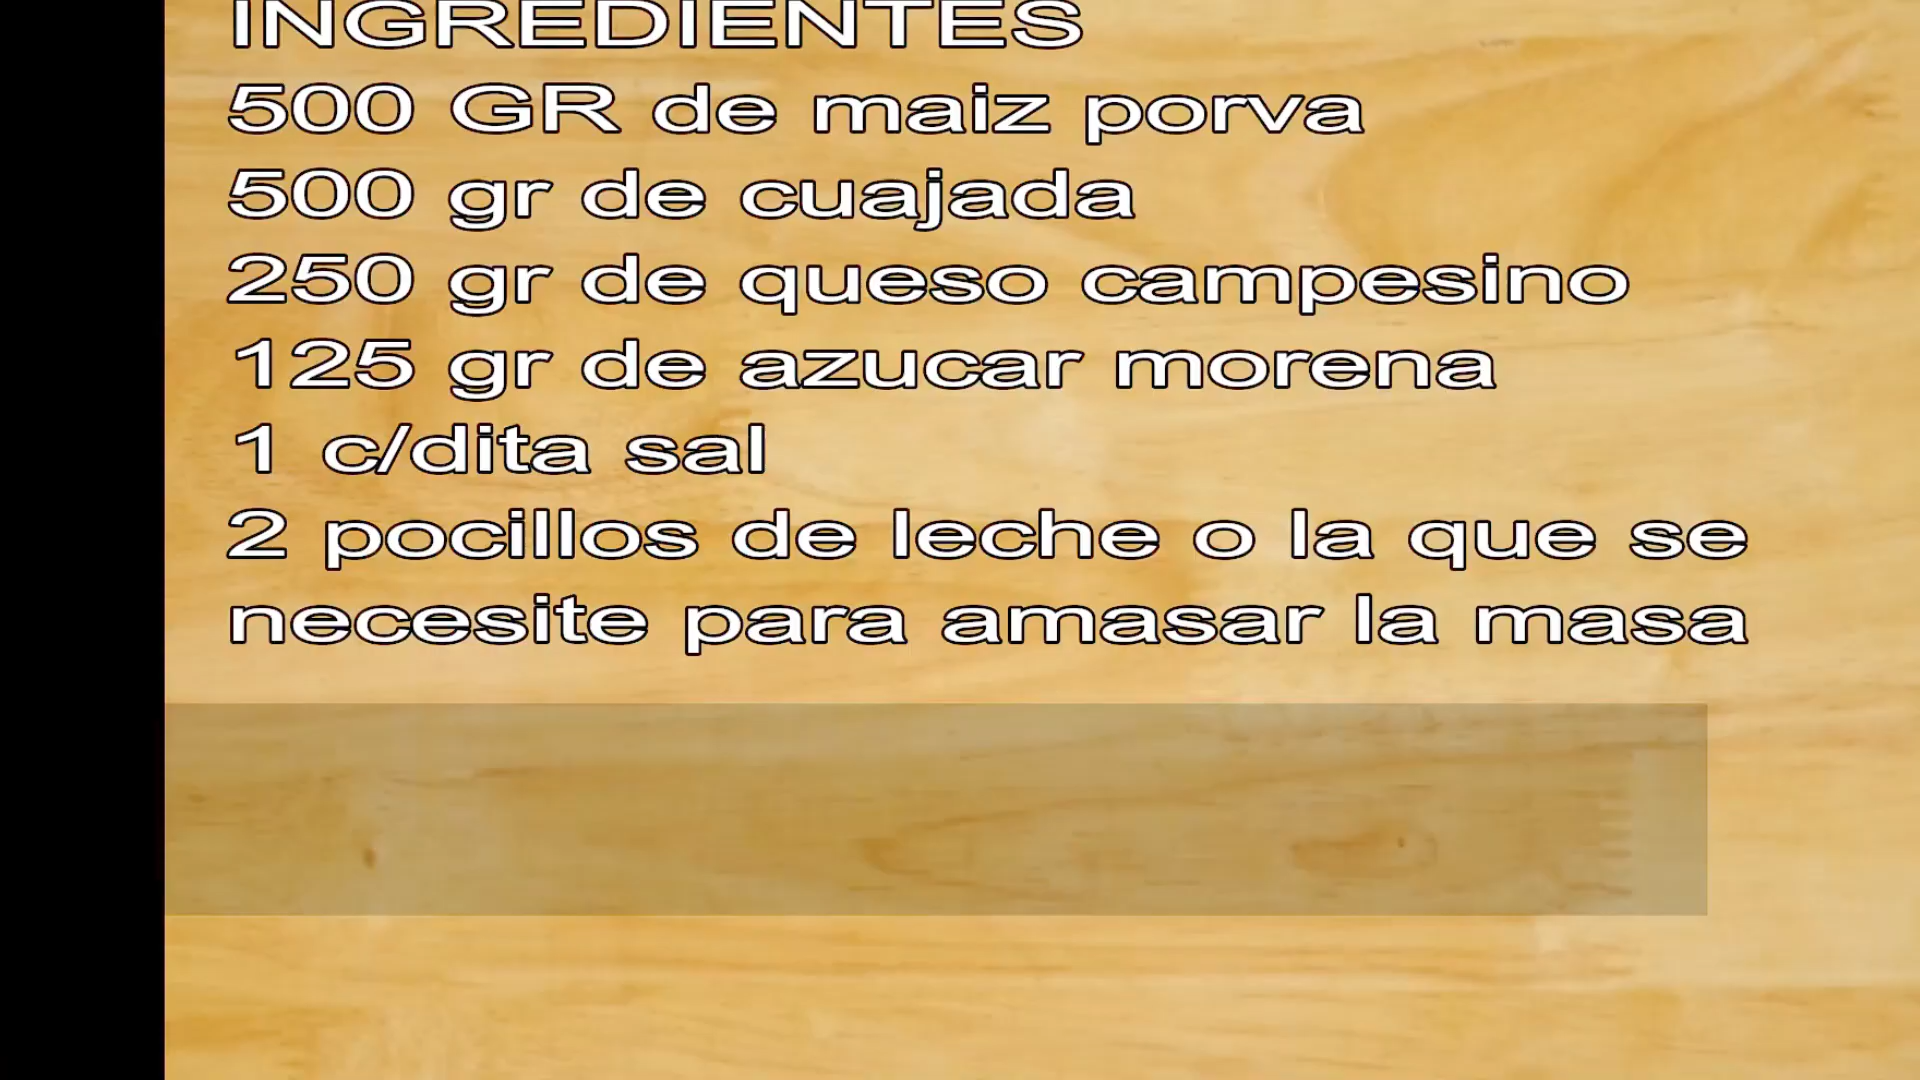 INGREDIENTES
500 GR de maiz porva
500 gr de cuajada
250 gr de queso campesino
125 gr de azucar morena
1 c/dita sal
2 pocillos de leche o la que se
necesite para amasar la masa